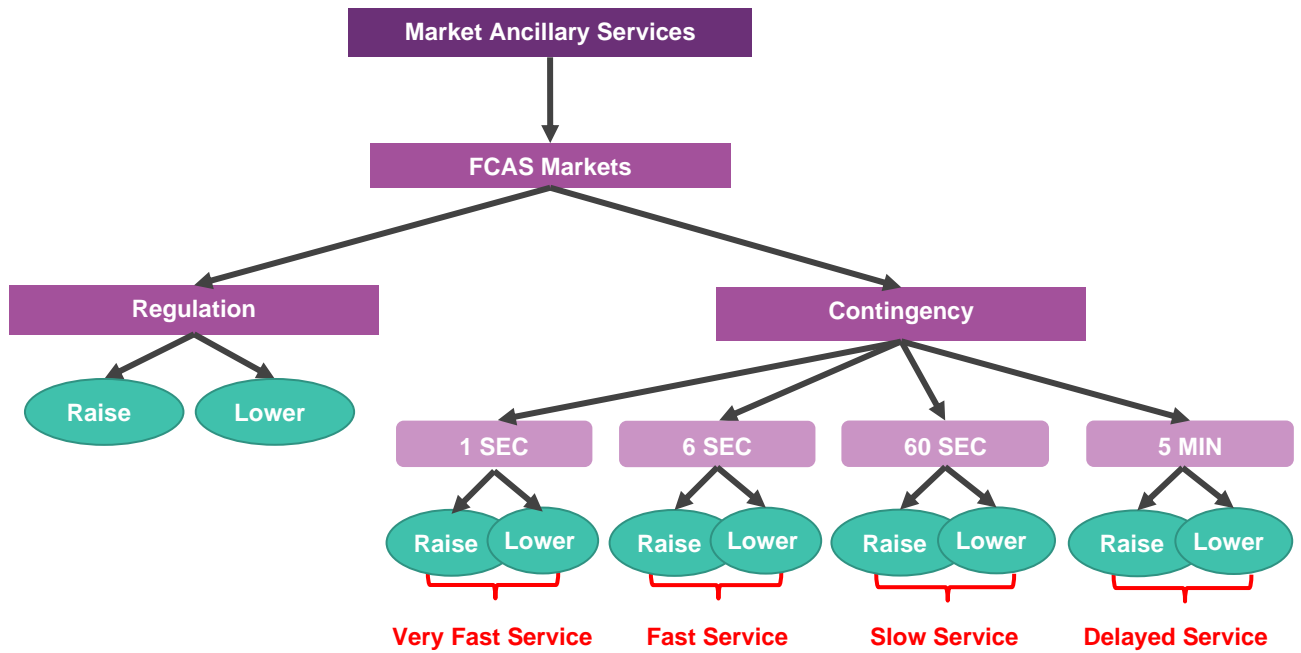 Market Ancillary Services
FCAS Markets
Regulation
Contingency
Raise
Lower
1 SEC
6 SEC
60 SEC
5 MIN
Raise
Lower
Raise
Lower
Raise
Lower
Raise
Lower
Very Fast Service
Fast Service
Slow Service
Delayed Service